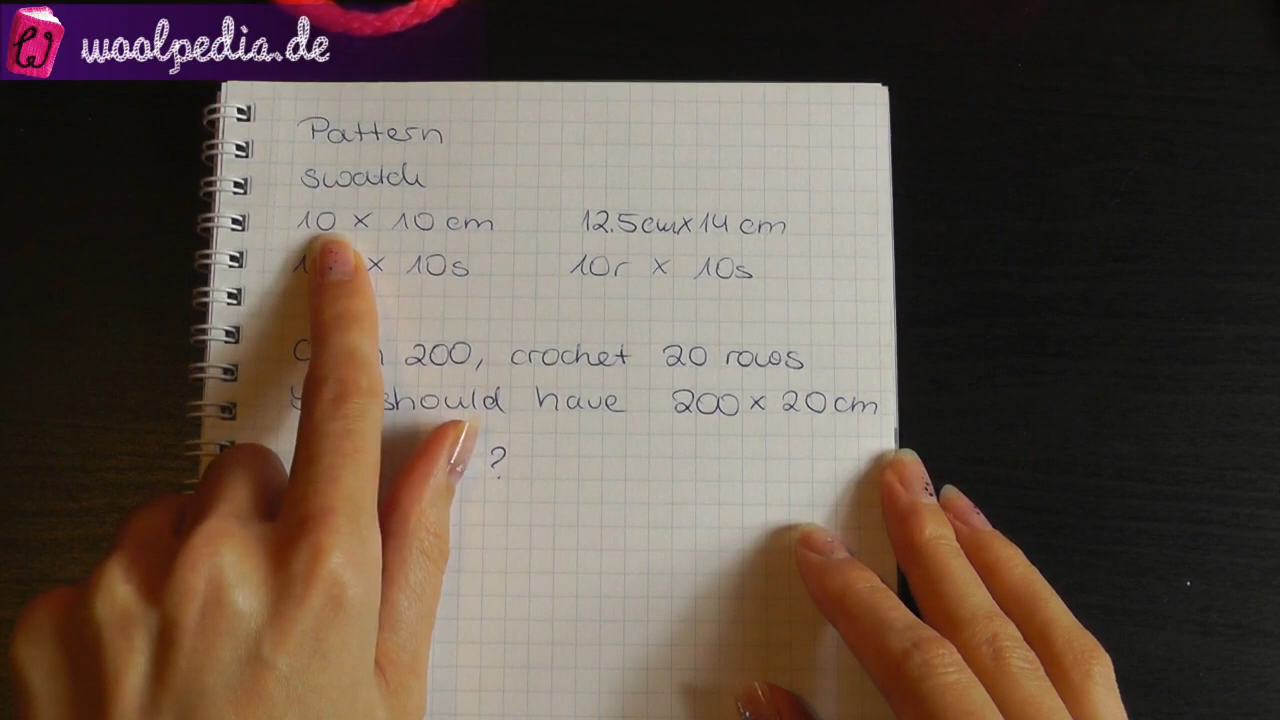 woolpedia.de
Pattern
swatch
10 × 10 cm 12.5cm×14 cm
× 10s 10r × 10s
200, crochet 20 rows
should have 200 × 20 cm
?